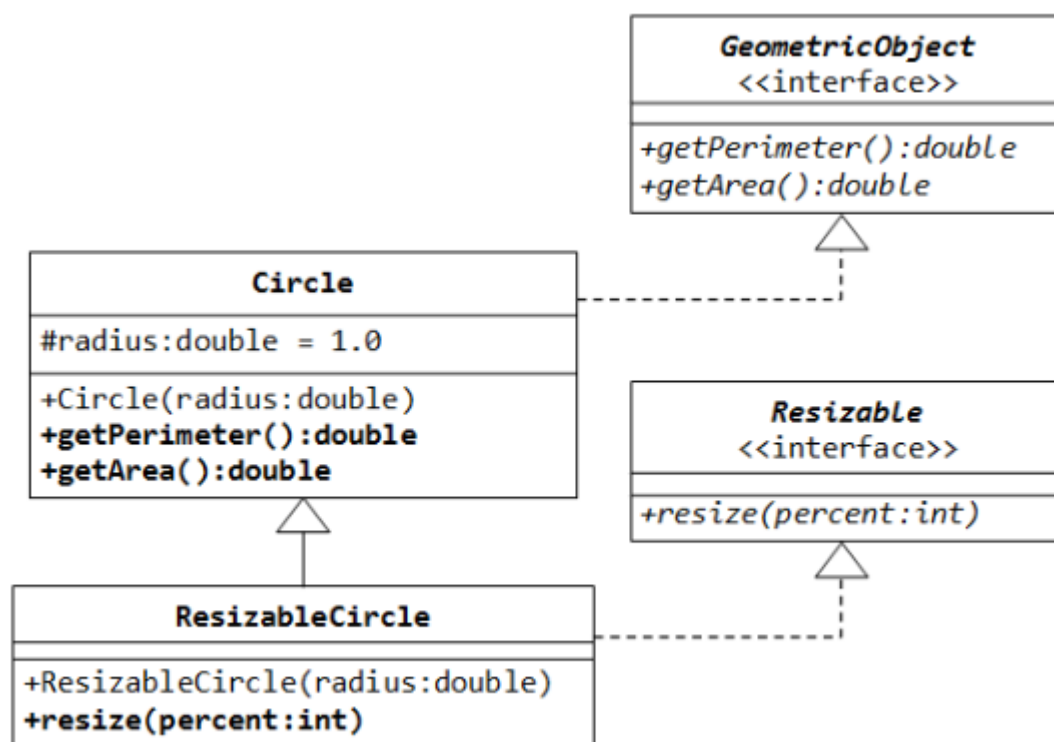 GeometricObject
<<interface>>
+getPerimeter():double
+getArea():double
Circle
#radius:double = 1.0
+Circle(radius:double)
+getPerimeter():double
+getArea():double
Resizable
<<interface>>
+resize(percent:int)
ResizableCircle
+ResizableCircle(radius:double)
+resize(percent:int)